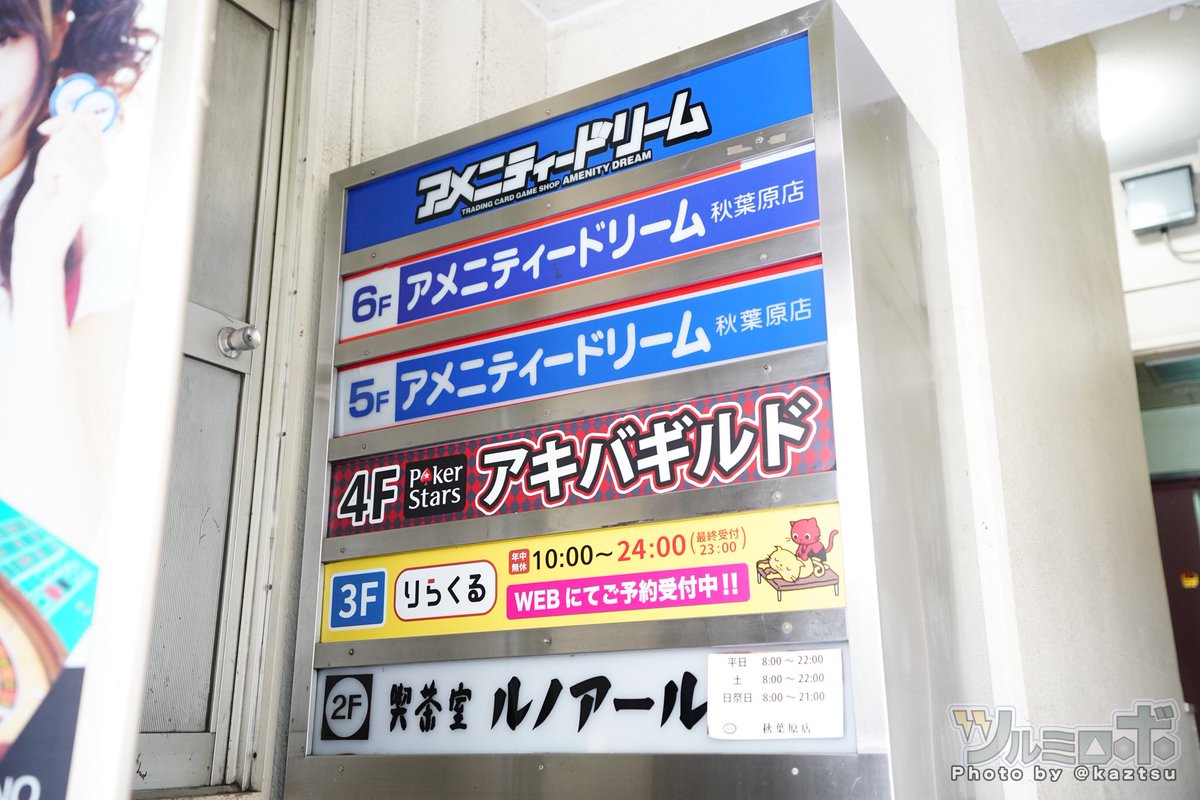 アメニティードリーム
TRADING CARD GAME SHOP AMENITY DREAM
6F アメニティードリーム 秋葉原店
5F アメニティードリーム 秋葉原店
4F Poker Stars アキバギルド
3F りらくる 年中無休 10:00～24:00 (最終受付 23:00)
WEBにてご予約受付中!!
2F 喫茶室 ルノアール
平日 8:00～22:00
土 8:00～22:00
日祭日 8:00～21:00
秋葉原店
NO
ツルミロボ
Photo by @kaztsu